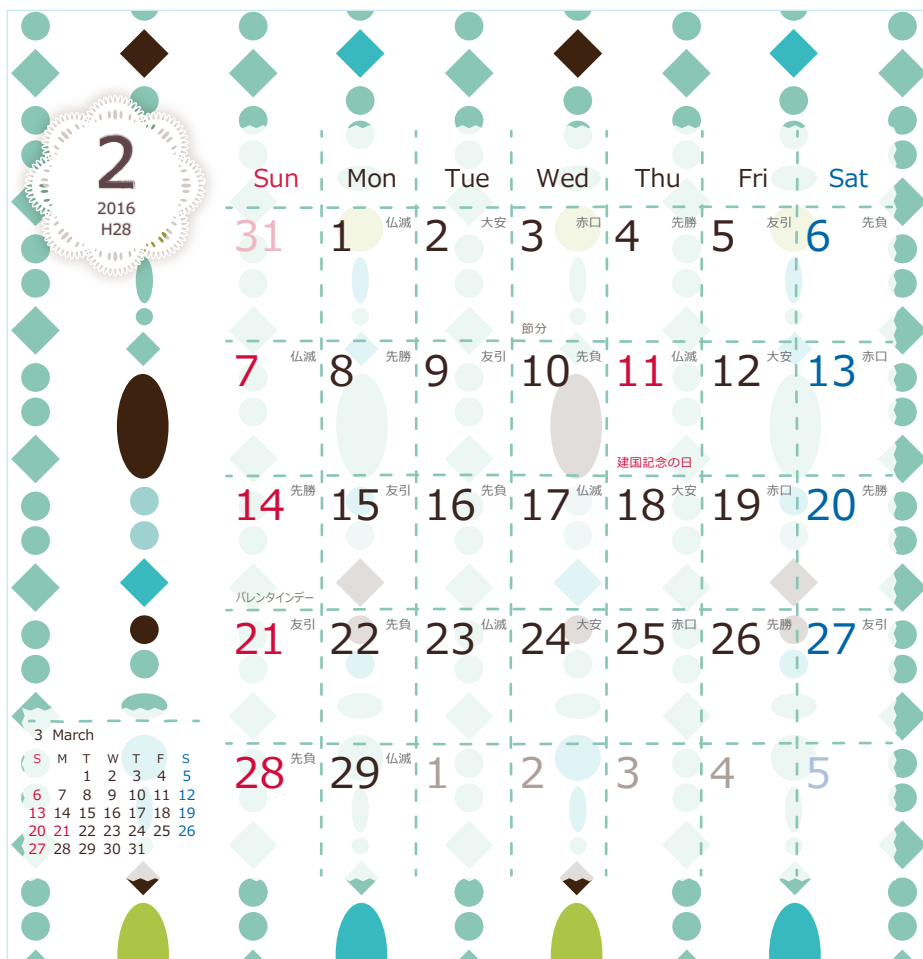 2
2016
H28
Sun Mon Tue Wed Thu Fri Sat
31 1 仏滅 2 大安 3 赤口 4 先勝 5 友引 6 先負
節分
7 仏滅 8 先勝 9 友引 10 先負 11 仏滅 12 大安 13 赤口
建国記念の日
14 先勝 15 友引 16 先負 17 仏滅 18 大安 19 赤口 20 先勝
バレンタインデー
21 友引 22 先負 23 仏滅 24 大安 25 赤口 26 先勝 27 友引
28 先負 29 仏滅 1 2 3 4 5
3 March
S M T W T F S
1 2 3 4 5
6 7 8 9 10 11 12
13 14 15 16 17 18 19
20 21 22 23 24 25 26
27 28 29 30 31